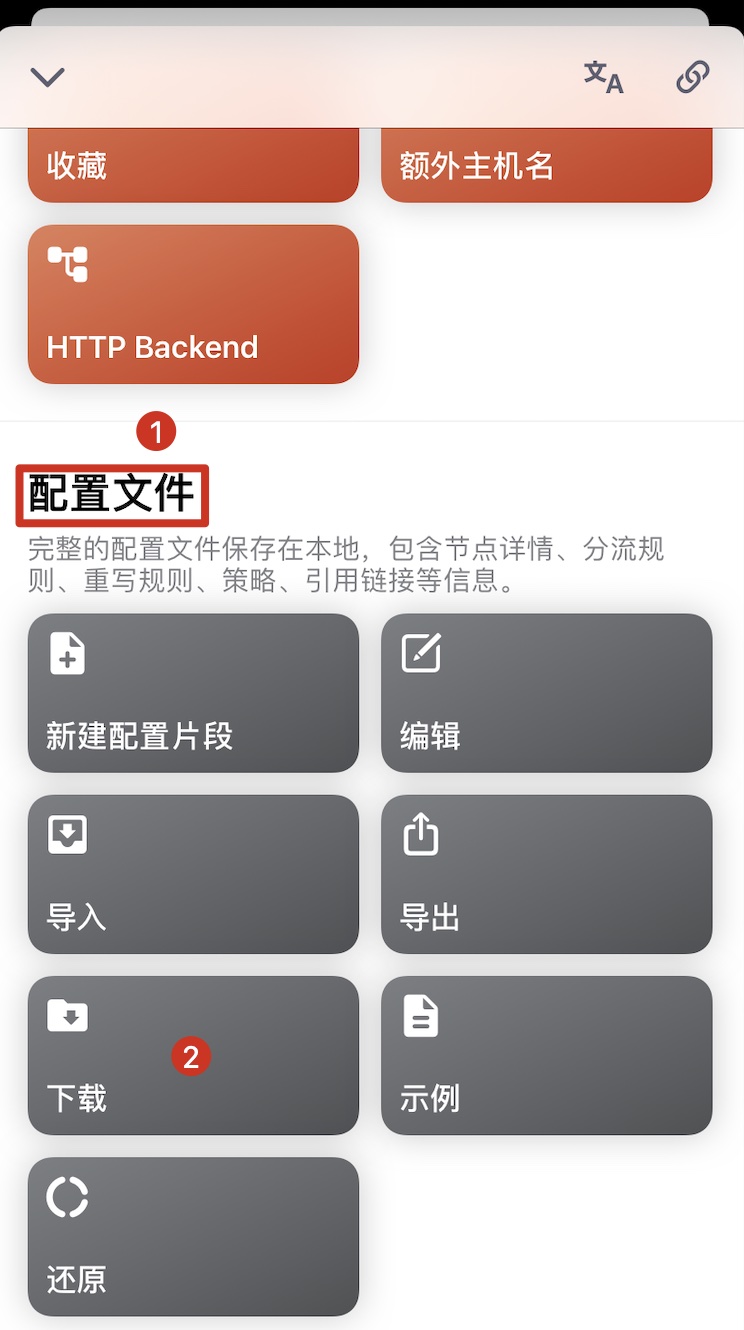 文A
收藏
额外主机名
HTTP Backend
1
配置文件
完整的配置文件保存在本地，包含节点详情、分流规
则、重写规则、策略、引用链接等信息。
新建配置片段
编辑
导入
导出
2
下载
示例
还原